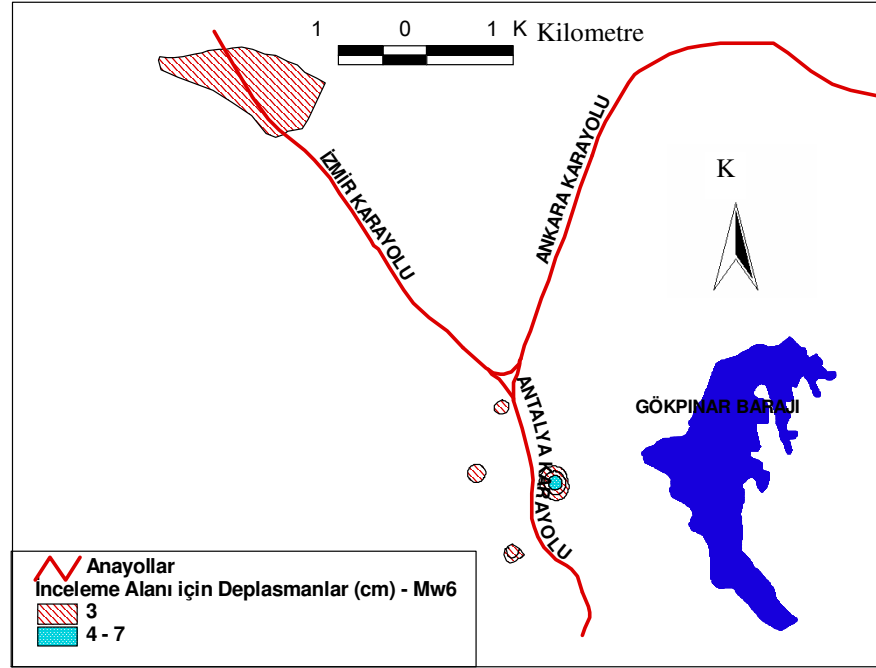 1 0 1 K Kilometre
İZMİR KARAYOLU
ANKARA KARAYOLU
K
ANTALYA KARAYOLU
GÖKPINAR BARAJI
Anayollar
İnceleme Alanı için Deplasmanlar (cm) - Mw6
3
4 - 7